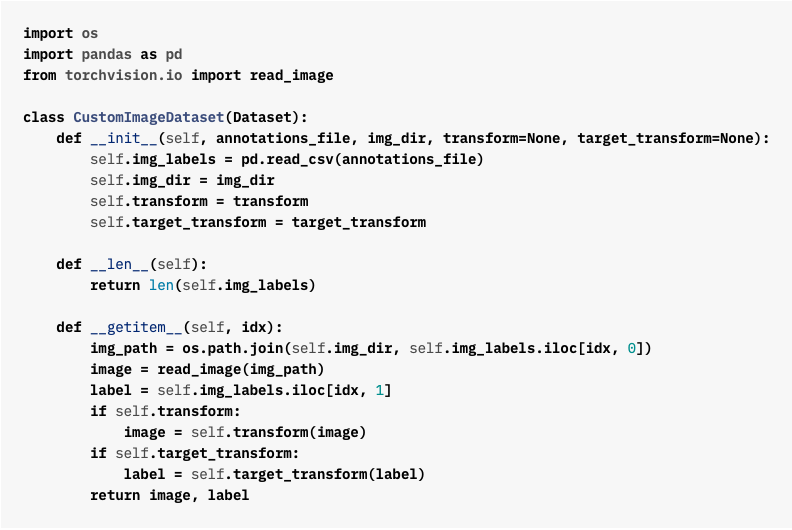 import os
import pandas as pd
from torchvision.io import read_image

class CustomImageDataset(Dataset):
    def __init__(self, annotations_file, img_dir, transform=None, target_transform=None):
        self.img_labels = pd.read_csv(annotations_file)
        self.img_dir = img_dir
        self.transform = transform
        self.target_transform = target_transform

    def __len__(self):
        return len(self.img_labels)

    def __getitem__(self, idx):
        img_path = os.path.join(self.img_dir, self.img_labels.iloc[idx, 0])
        image = read_image(img_path)
        label = self.img_labels.iloc[idx, 1]
        if self.transform:
            image = self.transform(image)
        if self.target_transform:
            label = self.target_transform(label)
        return image, label